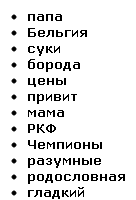 папа
Бельгия
суки
борода
цены
привит
мама
РКФ
Чемпионы
разумные
родословная
гладкий